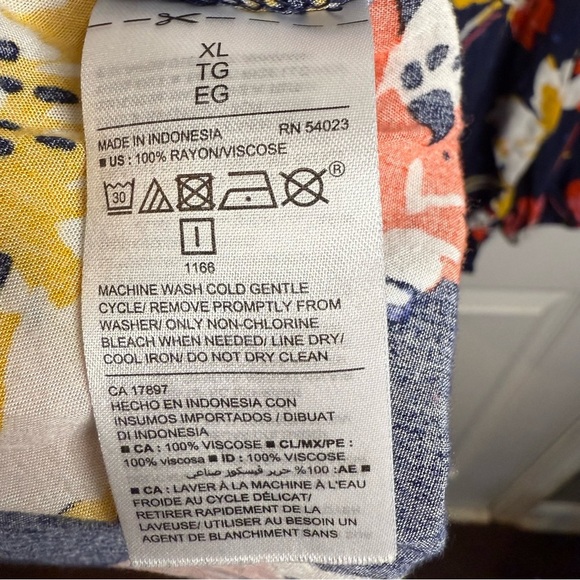 XL
TG
EG
MADE IN INDONESIA RN 54023
■ US : 100% RAYON/VISCOSE
30
®
I
1166
MACHINE WASH COLD GENTLE
CYCLE/ REMOVE PROMPTLY FROM
WASHER/ ONLY NON-CHLORINE
BLEACH WHEN NEEDED/ LINE DRY/
COOL IRON/ DO NOT DRY CLEAN
CA 17897
HECHO EN INDONESIA CON
INSUMOS IMPORTADOS / DIBUAT
DI INDONESIA
■ CA : 100% VISCOSE ■ CL/MX/PE :
100% viscosa ■ ID : 100% VISCOSE
■ AE: 100% حرير فيسكوز صناعي
■ CA : LAVER À LA MACHINE À L'EAU
FROIDE AU CYCLE DÉLICAT/
RETIRER RAPIDEMENT DE LA
LAVEUSE/ UTILISER AU BESOIN UN
AGENT DE BLANCHIMENT SANS